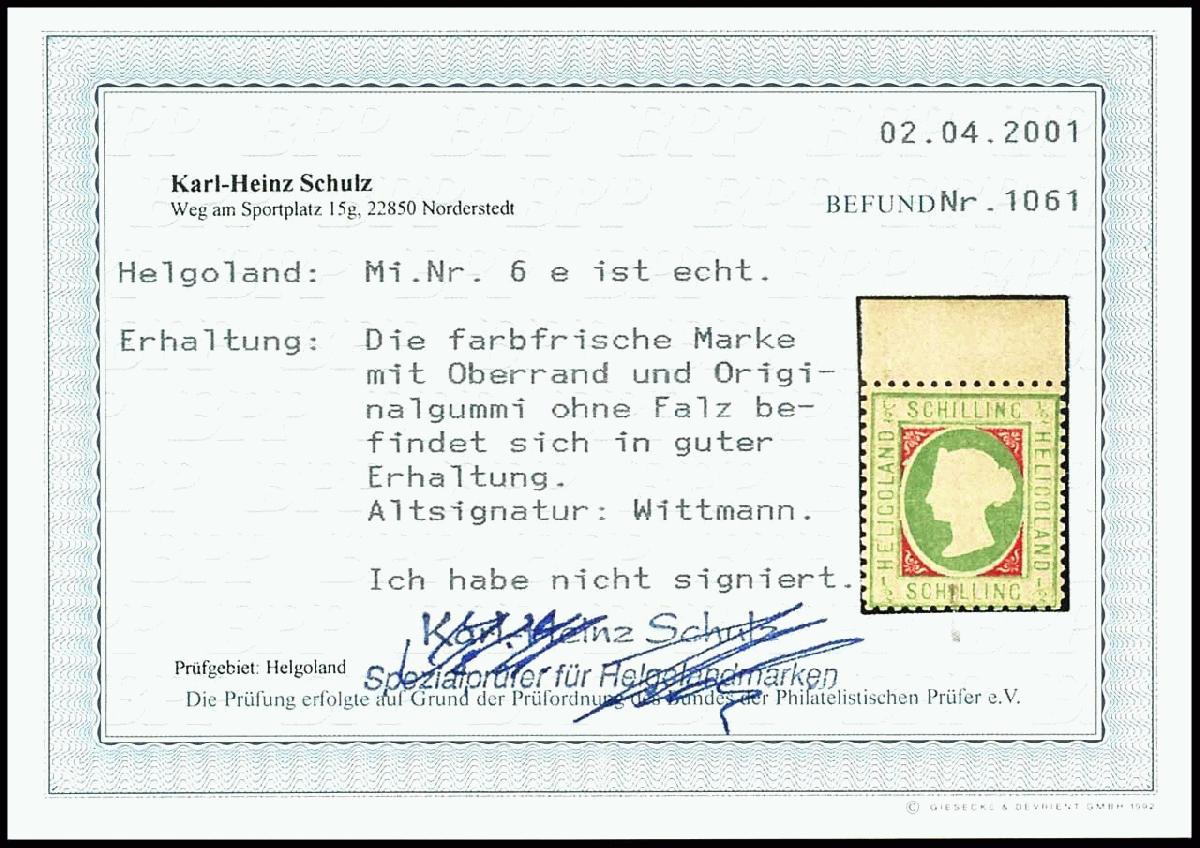 02.04.2001
Karl-Heinz Schulz
Weg am Sportplatz 15g, 22850 Norderstedt
BEFUND Nr. 1061
Helgoland: Mi.Nr. 6 e ist echt.
Erhaltung: Die farbfrische Marke
mit Oberrand und Origi-
nalgummi ohne Falz be-
findet sich in guter
Erhaltung.
Altsignatur: Wittmann.
Ich habe nicht signiert.
SCHILLING
HELIGOLAND
HELIGOLAND
SCHILLING
Karl-Heinz Schulz
Spezialprüfer für Helgolandmarken
Prüfgebiet: Helgoland
Die Prüfung erfolgte auf Grund der Prüfordnung des Bundes der Philatelistischen Prüfer e.V.
© GIESECKE & DEVRIENT GMBH 1992